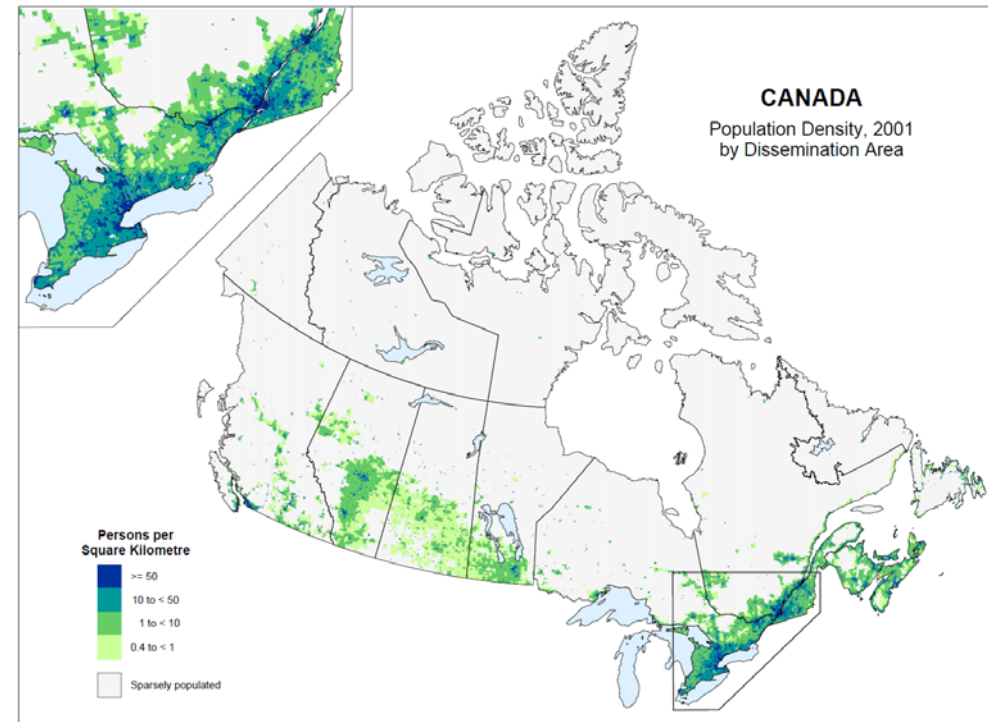 CANADA
Population Density, 2001
by Dissemination Area
Persons per
Square Kilometre
>= 50
10 to < 50
1 to < 10
0.4 to < 1
Sparsely populated